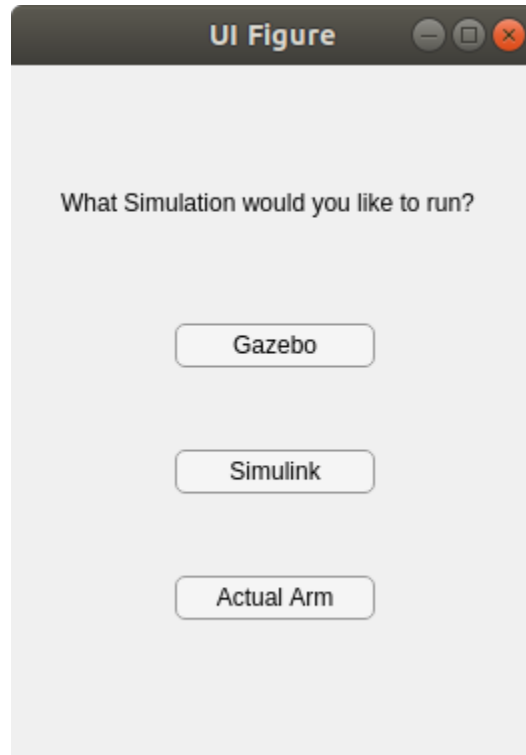 UI Figure
What Simulation would you like to run?
Gazebo
Simulink
Actual Arm